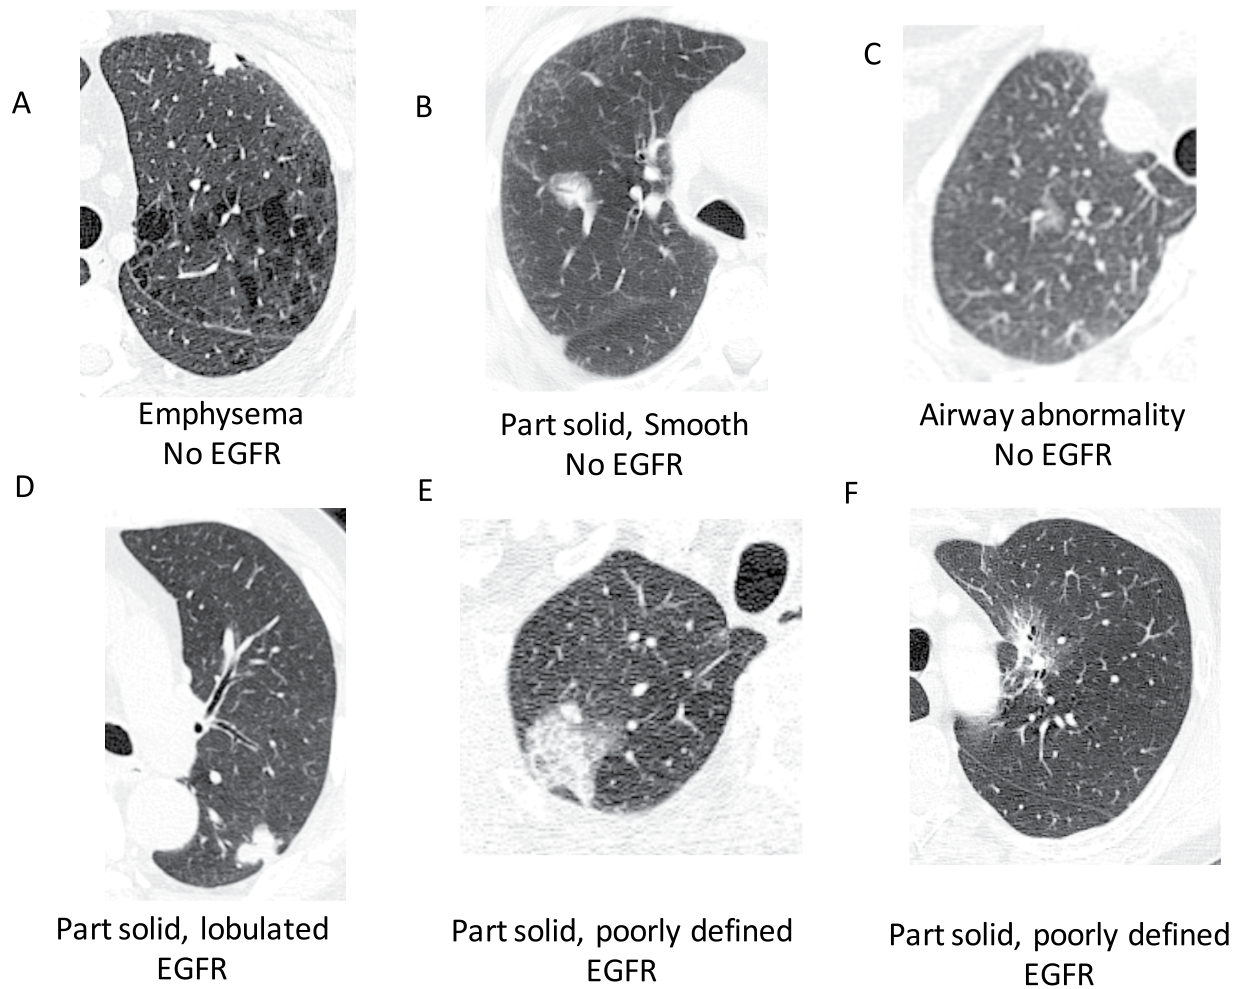 A
B
C
Emphysema
No EGFR
Part solid, Smooth
No EGFR
Airway abnormality
No EGFR
D
E
F
Part solid, lobulated
EGFR
Part solid, poorly defined
EGFR
Part solid, poorly defined
EGFR